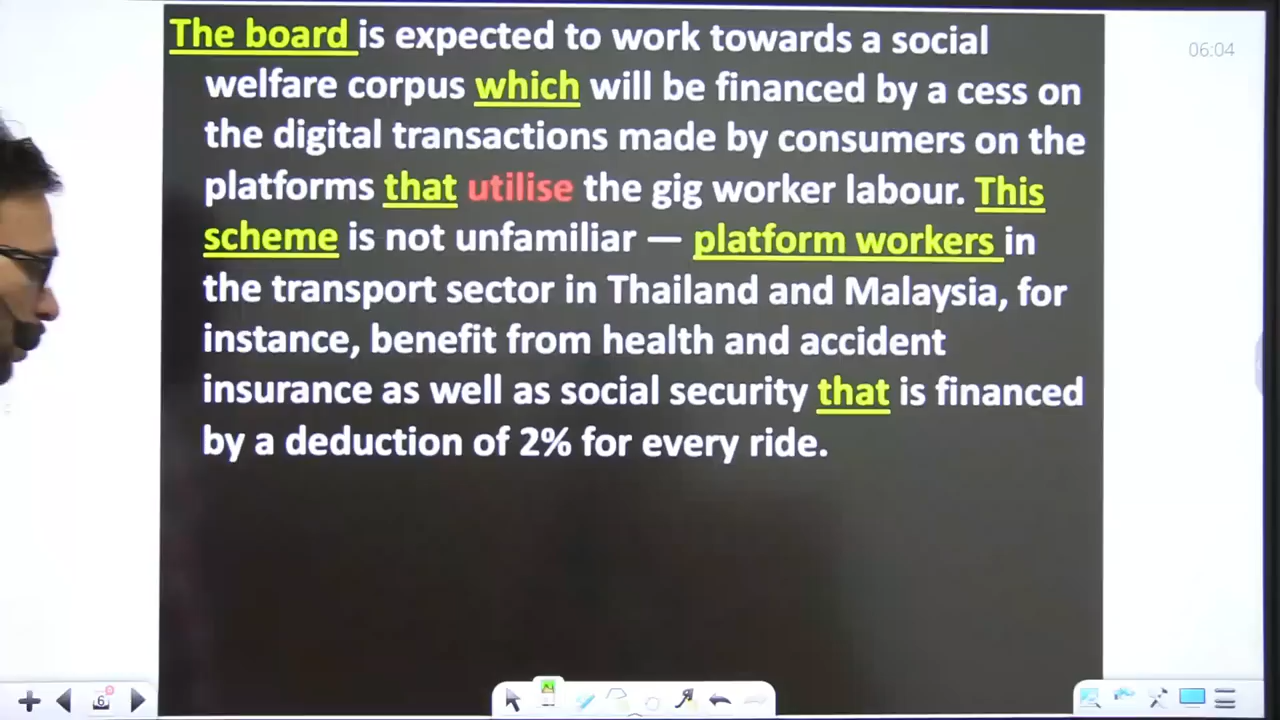 06:04
The board is expected to work towards a social
welfare corpus which will be financed by a cess on
the digital transactions made by consumers on the
platforms that utilise the gig worker labour. This
scheme is not unfamiliar — platform workers in
the transport sector in Thailand and Malaysia, for
instance, benefit from health and accident
insurance as well as social security that is financed
by a deduction of 2% for every ride.
6